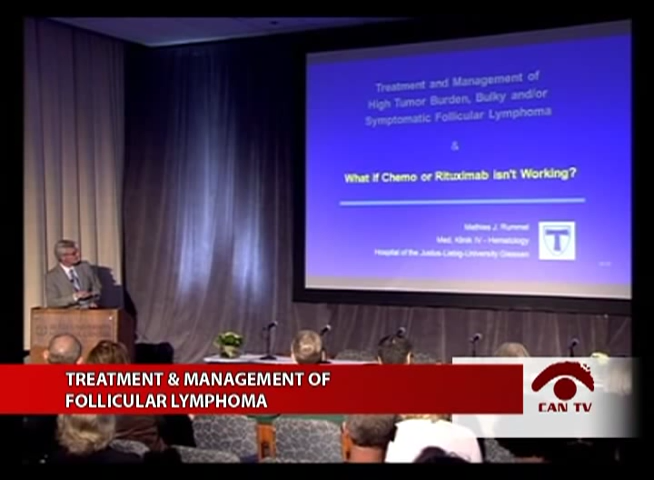 Treatment and Management of
High Tumor Burden, Bulky and/or
Symptomatic Follicular Lymphoma
&
What if Chemo or Rituximab isn't Working?
Mathias J. Rummel
Med. Klinik IV - Hematology
Hospital of the Justus-Liebig-University Giessen
T
TREATMENT & MANAGEMENT OF
FOLLICULAR LYMPHOMA
CAN TV